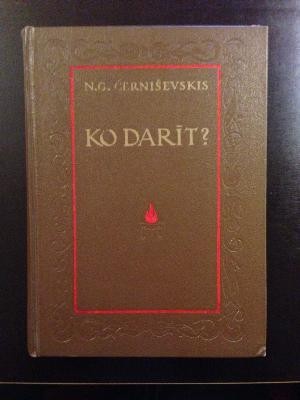 N.G. ČERNIŠEVSKIS
KO DARĪT?